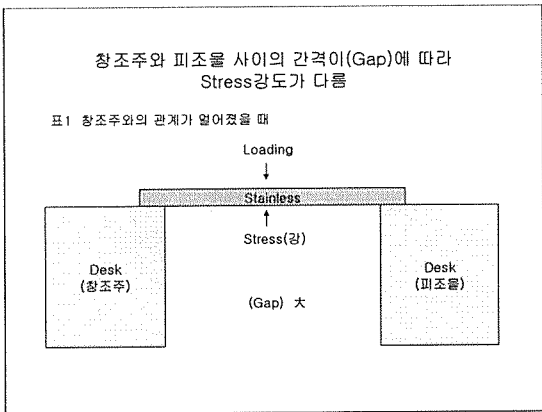 창조주와 피조물 사이의 간격이(Gap)에 따라
Stress강도가 다름
표1 창조주와의 관계가 멀어졌을 때
Loading
Stainless
Stress(강)
Desk
(창조주)
Desk
(피조물)
(Gap) 大